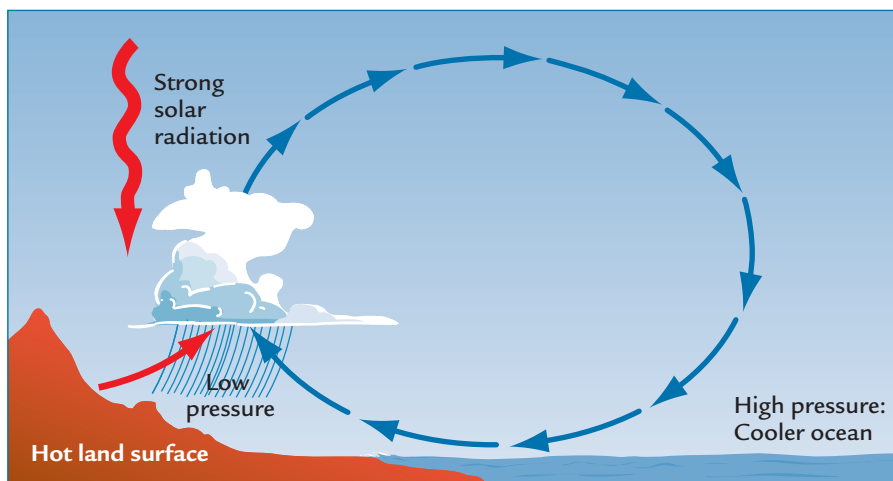 Strong
solar
radiation
Low
pressure
High pressure:
Cooler ocean
Hot land surface